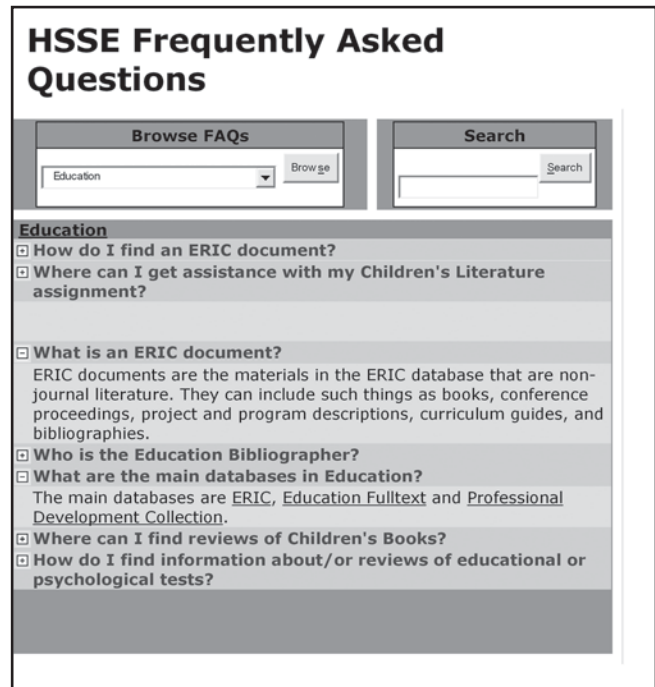 HSSE Frequently Asked
Questions
Browse FAQs
Search
Education
Browse
Search
Education
How do I find an ERIC document?
Where can I get assistance with my Children's Literature
assignment?
What is an ERIC document?
ERIC documents are the materials in the ERIC database that are non-
journal literature. They can include such things as books, conference
proceedings, project and program descriptions, curriculum guides, and
bibliographies.
Who is the Education Bibliographer?
What are the main databases in Education?
The main databases are ERIC, Education Fulltext and Professional
Development Collection.
Where can I find reviews of Children's Books?
How do I find information about/or reviews of educational or
psychological tests?